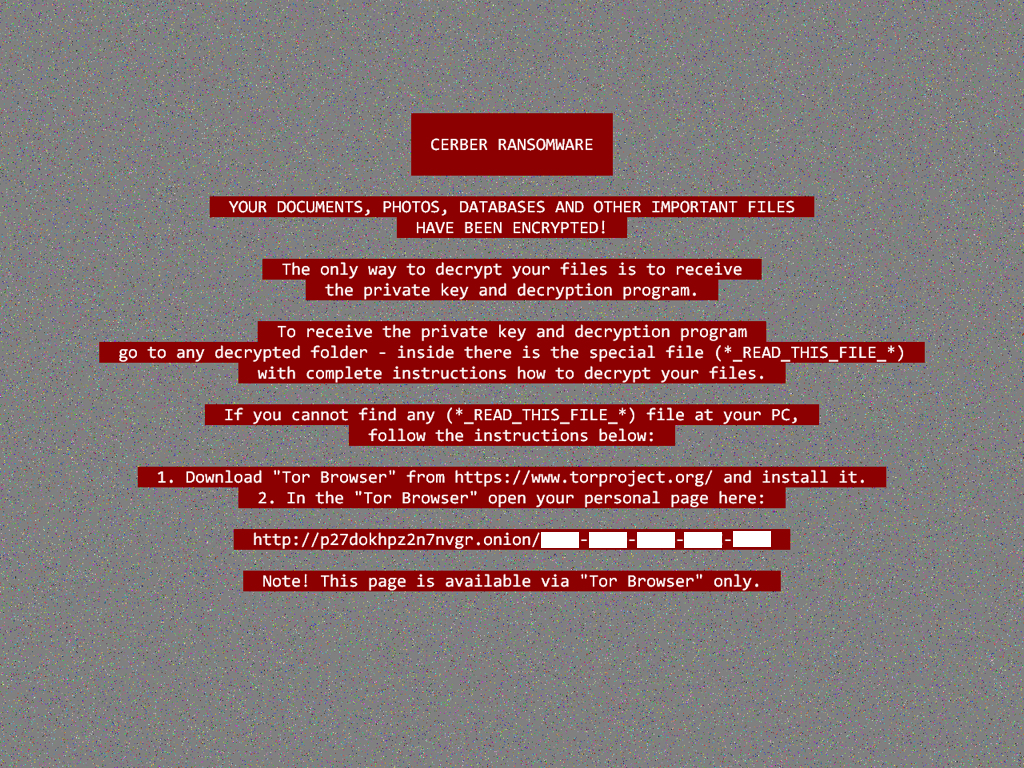 CERBER RANSOMWARE
YOUR DOCUMENTS, PHOTOS, DATABASES AND OTHER IMPORTANT FILES
HAVE BEEN ENCRYPTED!
The only way to decrypt your files is to receive
the private key and decryption program.
To receive the private key and decryption program
go to any decrypted folder - inside there is the special file (*_READ_THIS_FILE_*)
with complete instructions how to decrypt your files.
If you cannot find any (*_READ_THIS_FILE_*) file at your PC,
follow the instructions below:
1. Download "Tor Browser" from https://www.torproject.org/ and install it.
2. In the "Tor Browser" open your personal page here:
http://p27dokhpz2n7nvgr.onion/ - - - -
Note! This page is available via "Tor Browser" only.